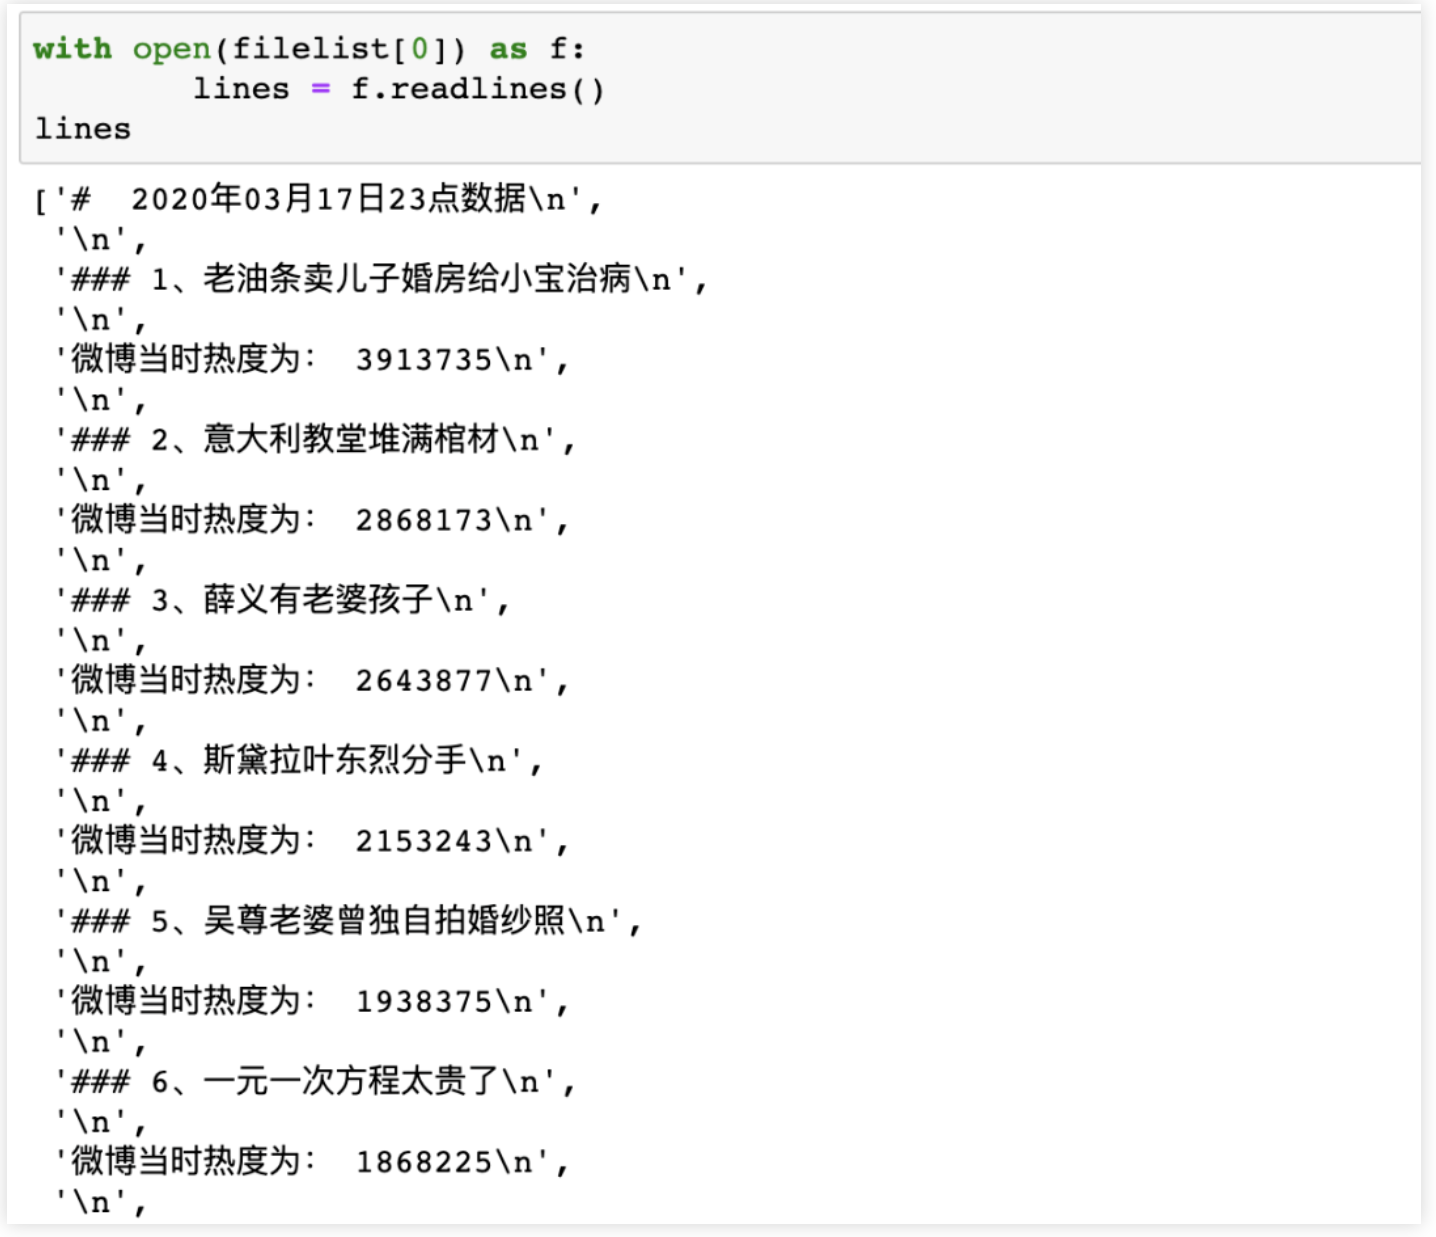 with open(filelist[0]) as f:
        lines = f.readlines()
lines
['#  2020年03月17日23点数据\n',
 '\n',
 '### 1、老油条卖儿子婚房给小宝治病\n',
 '\n',
 '微博当时热度为： 3913735\n',
 '\n',
 '### 2、意大利教堂堆满棺材\n',
 '\n',
 '微博当时热度为： 2868173\n',
 '\n',
 '### 3、薛义有老婆孩子\n',
 '\n',
 '微博当时热度为： 2643877\n',
 '\n',
 '### 4、斯黛拉叶东烈分手\n',
 '\n',
 '微博当时热度为： 2153243\n',
 '\n',
 '### 5、吴尊老婆曾独自拍婚纱照\n',
 '\n',
 '微博当时热度为： 1938375\n',
 '\n',
 '### 6、一元一次方程太贵了\n',
 '\n',
 '微博当时热度为： 1868225\n',
 '\n',